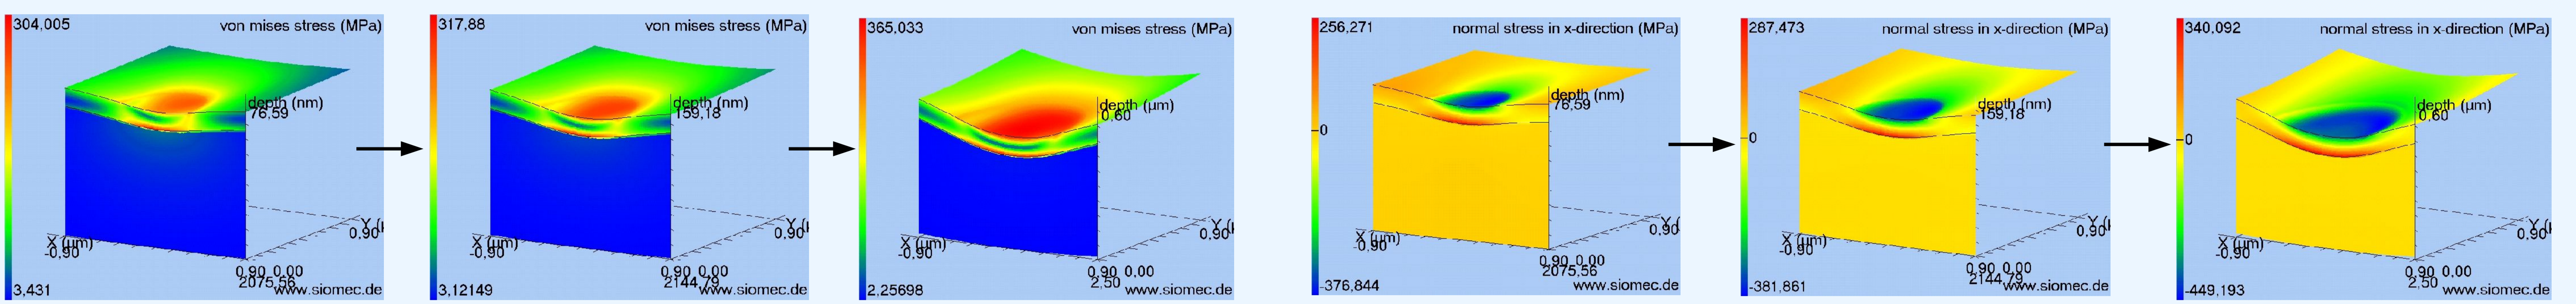 304,005
von mises stress (MPa)
depth (nm)
76,59
X (µm)
-0,90
Y (
0,90
0,90
0,00
2075,56
3,431
www.siomec.de
317,88
von mises stress (MPa)
depth (nm)
159,18
X (µm)
-0,90
Y (
0,90
0,90
0,00
2144,79
3,12149
www.siomec.de
365,033
von mises stress (MPa)
depth (µm)
0,60
X (µm)
-0,90
Y (
0,90
0,90
0,00
2,50
2,25698
www.siomec.de
256,271
normal stress in x-direction (MPa)
depth (nm)
76,59
0
X (µm)
-0,90
Y (
0,90
0,90
0,00
2075,56
-376,844
www.siomec.de
287,473
normal stress in x-direction (MPa)
depth (nm)
159,18
0
X (µm)
-0,90
Y (
0,90
0,90
0,00
2144,79
-381,861
www.siomec.de
340,092
normal stress in x-direction (MPa)
depth (µm)
0,60
0
X (µm)
-0,90
Y (
0,90
0,90
0,00
2,50
-449,193
www.siomec.de